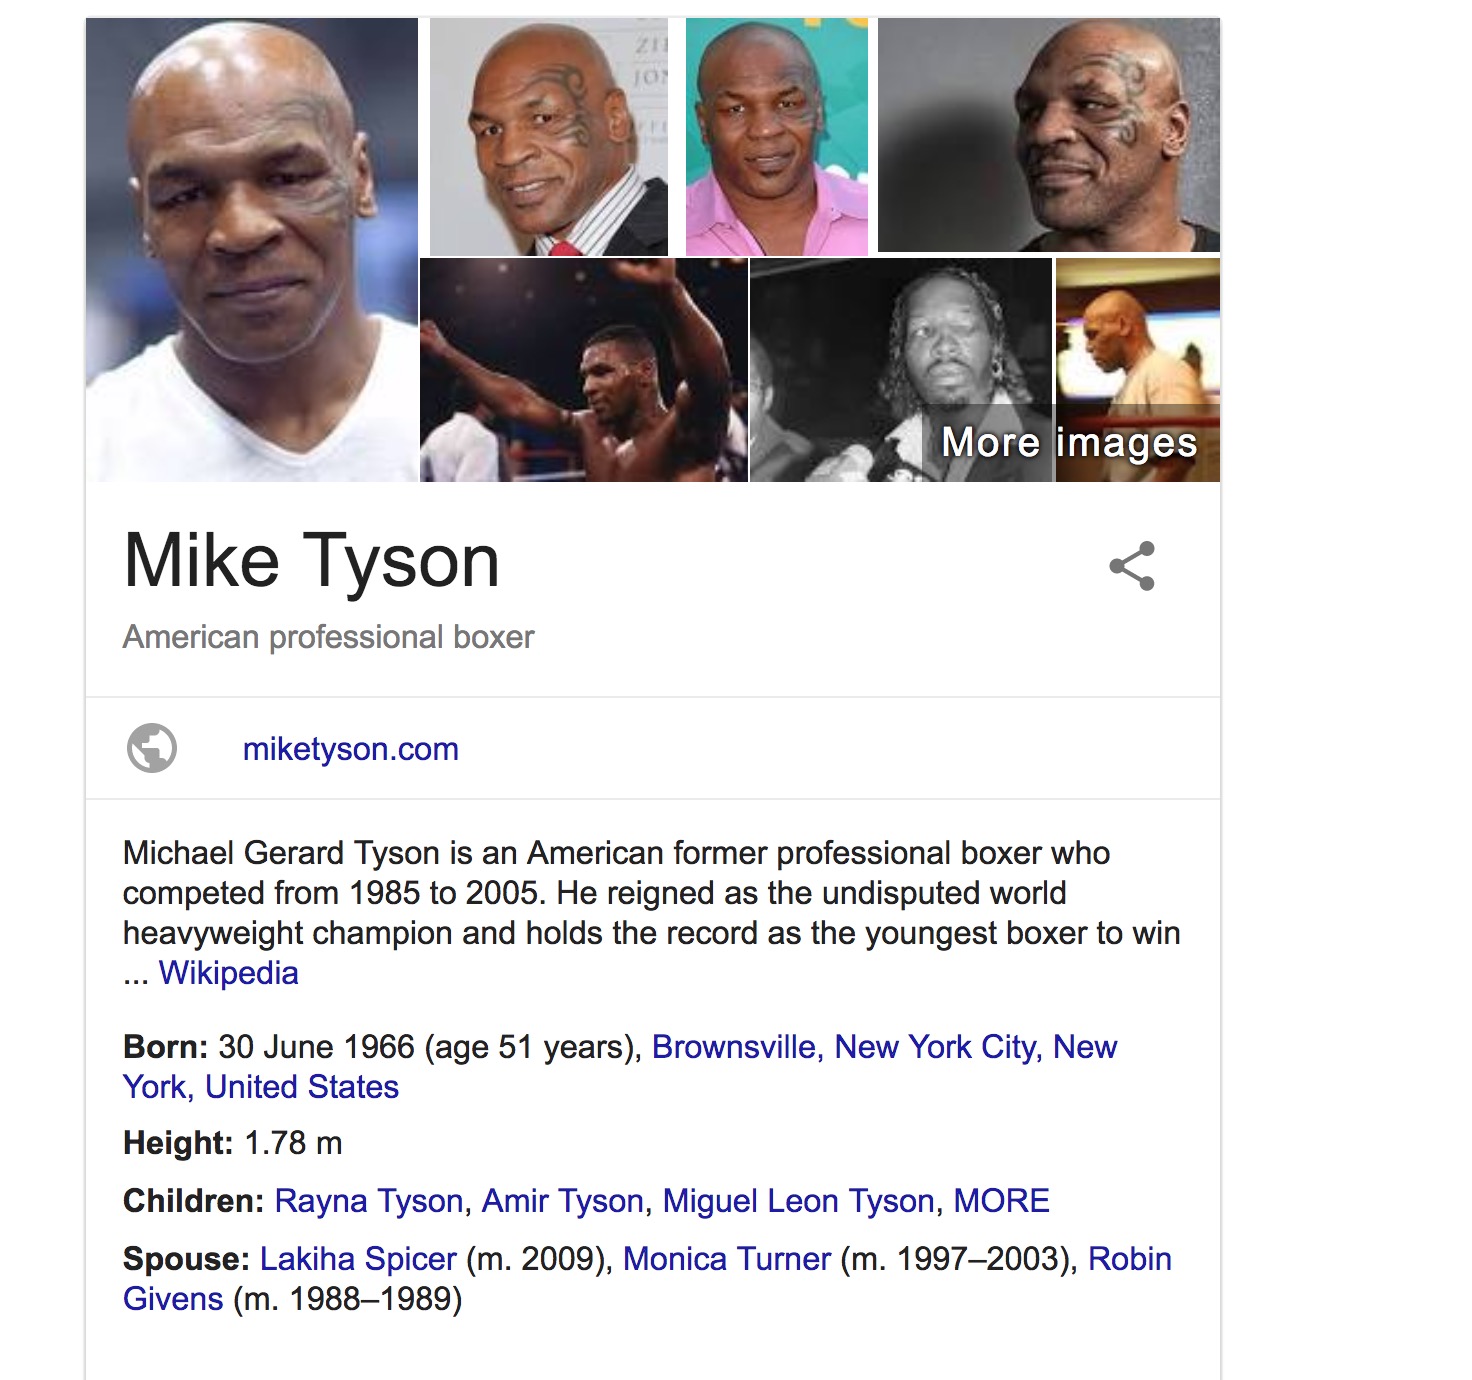 ZI
JO
More images
Mike Tyson
American professional boxer
miketyson.com
Michael Gerard Tyson is an American former professional boxer who
competed from 1985 to 2005. He reigned as the undisputed world
heavyweight champion and holds the record as the youngest boxer to win
... Wikipedia
Born: 30 June 1966 (age 51 years), Brownsville, New York City, New
York, United States
Height: 1.78 m
Children: Rayna Tyson, Amir Tyson, Miguel Leon Tyson, MORE
Spouse: Lakiha Spicer (m. 2009), Monica Turner (m. 1997–2003), Robin
Givens (m. 1988–1989)